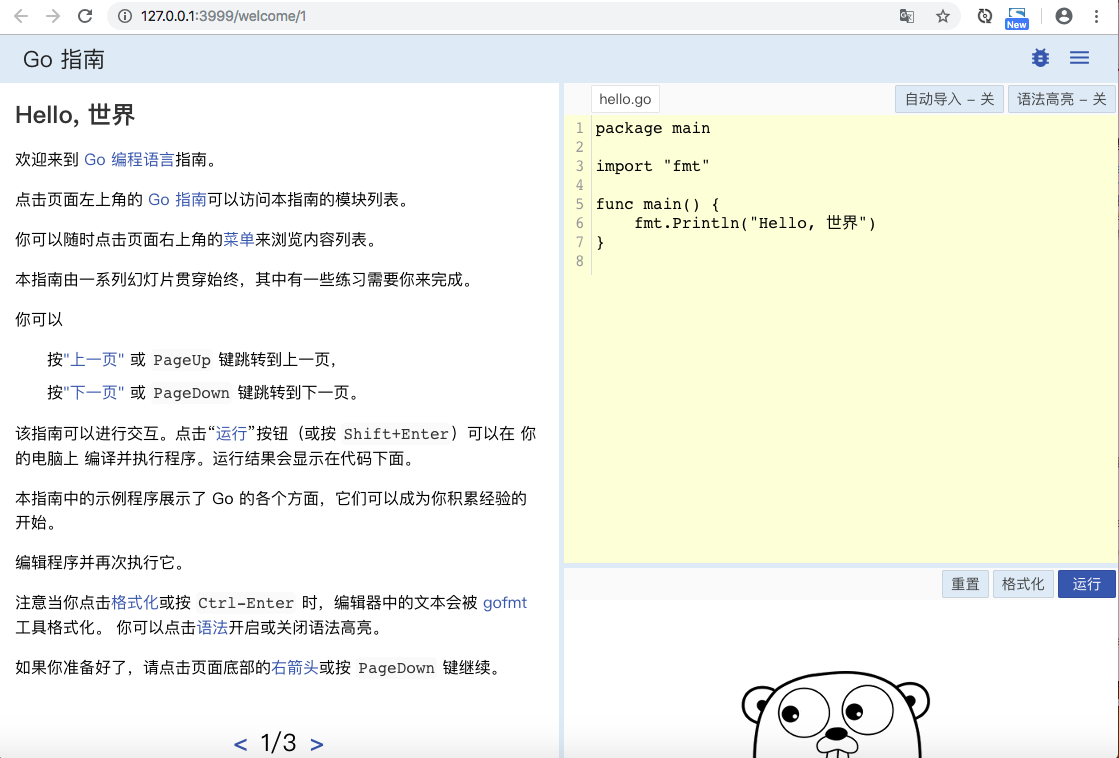 127.0.0.1:3999/welcome/1
New
Go 指南
Hello, 世界
欢迎来到 Go 编程语言指南。
点击页面左上角的 Go 指南可以访问本指南的模块列表。
你可以随时点击页面右上角的菜单来浏览内容列表。
本指南由一系列幻灯片贯穿始终，其中有一些练习需要你来完成。
你可以
按"上一页" 或 PageUp 键跳转到上一页，
按"下一页" 或 PageDown 键跳转到下一页。
该指南可以进行交互。点击“运行”按钮（或按 Shift+Enter）可以在 你
的电脑上 编译并执行程序。运行结果会显示在代码下面。
本指南中的示例程序展示了 Go 的各个方面，它们可以成为你积累经验的
开始。
编辑程序并再次执行它。
注意当你点击格式化或按 Ctrl-Enter 时，编辑器中的文本会被 gofmt
工具格式化。 你可以点击语法开启或关闭语法高亮。
如果你准备好了，请点击页面底部的右箭头或按 PageDown 键继续。
< 1/3 >
hello.go
自动导入 - 关
语法高亮 - 关
1 package main
2
3 import "fmt"
4
5 func main() {
6 fmt.Println("Hello, 世界")
7 }
8
重置
格式化
运行